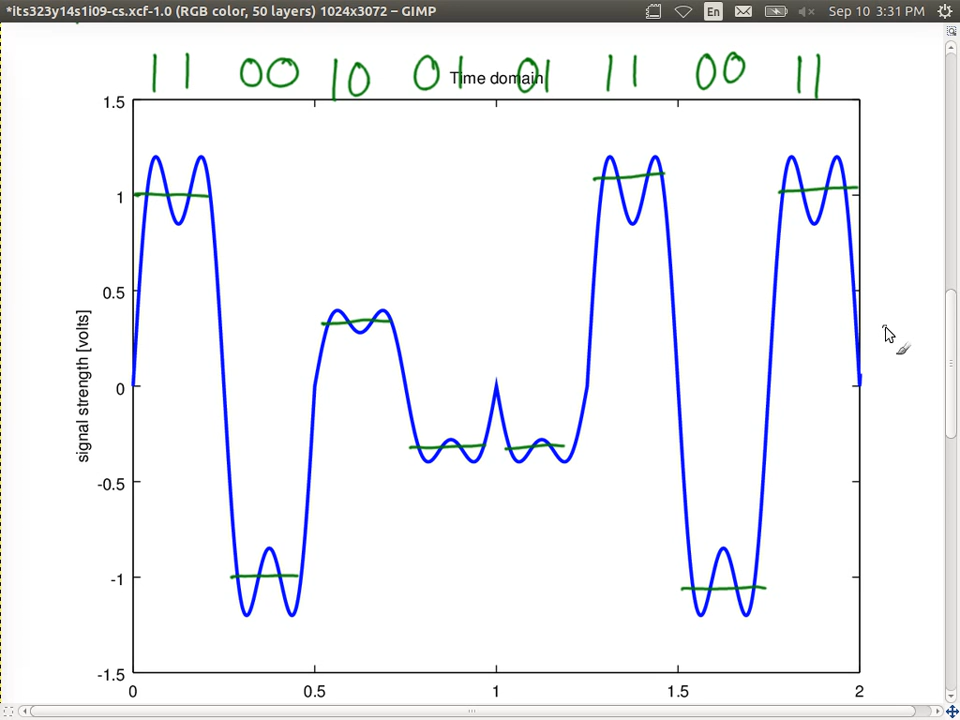 *its323y14s1i09-cs.xcf-1.0 (RGB color, 50 layers) 1024x3072 – GIMP En Sep 10 3:31 PM
11 00 10 01 01 11 00 11
Time domain
1.5
1
0.5
0
-0.5
-1
-1.5
signal strength [volts]
0 0.5 1 1.5 2